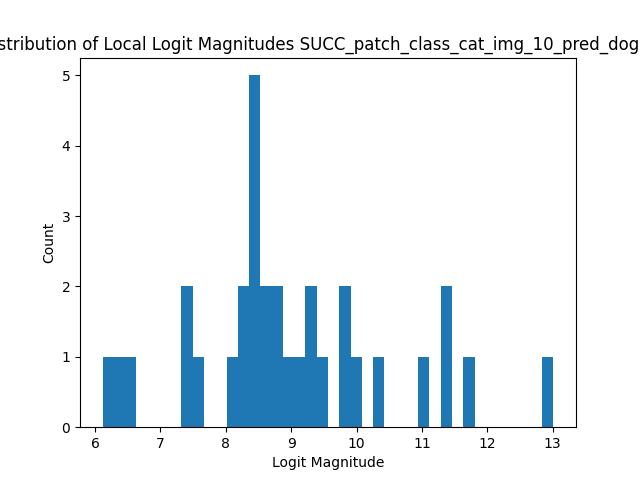 stribution of Local Logit Magnitudes SUCC_patch_class_cat_img_10_pred_dog
5
4
3
2
1
0
Count
6 7 8 9 10 11 12 13
Logit Magnitude